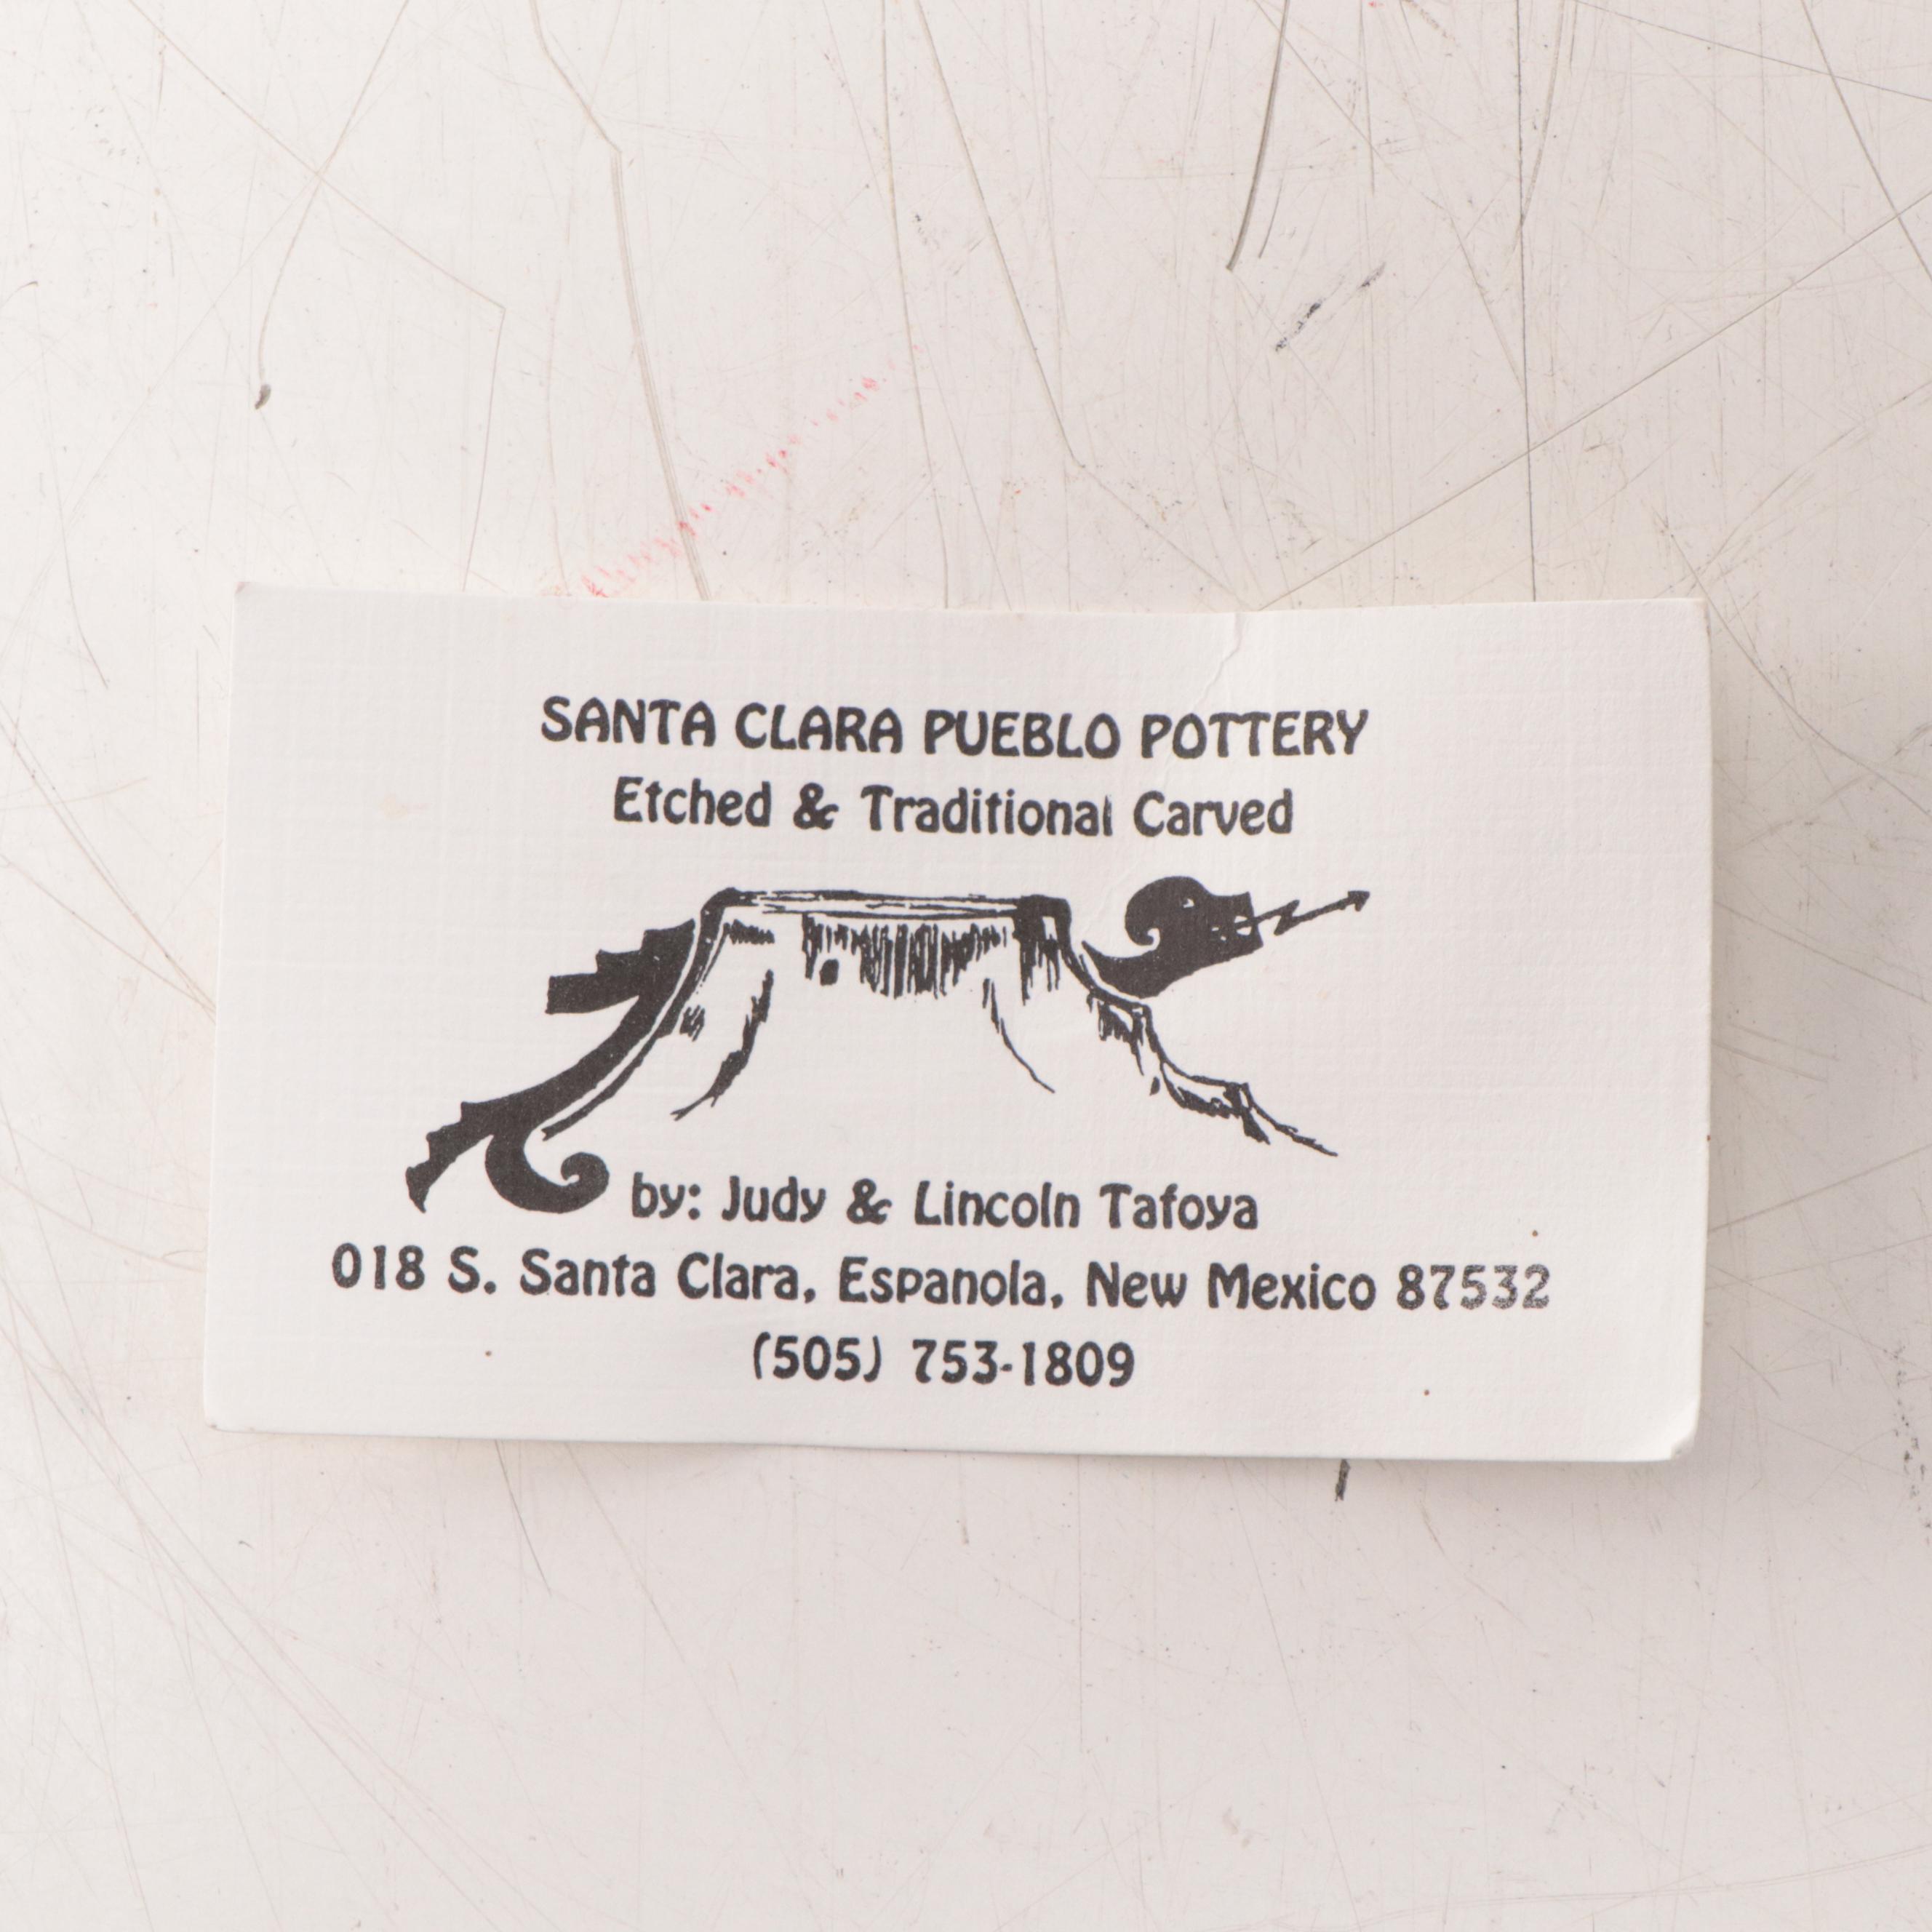 SANTA CLARA PUEBLO POTTERY
Etched & Traditional Carved
by: Judy & Lincoln Tafoya
018 S. Santa Clara, Espanola, New Mexico 87532
(505) 753-1809